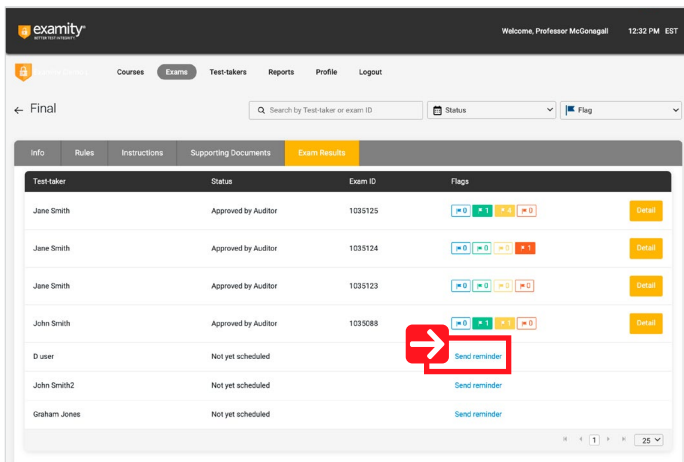 examity
BETTER TEST INTEGRITY
Welcome, Professor McGonagall 12:32 PM EST
Courses Exams Test-takers Reports Profile Logout
← Final Search by Test-taker or exam ID Status Flag
Info Rules Instructions Supporting Documents Exam Results
Test-taker Status Exam ID Flags
Jane Smith Approved by Auditor 1035125 0 1 4 0 Detail
Jane Smith Approved by Auditor 1035124 0 0 0 1 Detail
Jane Smith Approved by Auditor 1035123 0 0 0 0 Detail
John Smith Approved by Auditor 1035088 0 1 1 0 Detail
D user Not yet scheduled Send reminder
John Smith2 Not yet scheduled Send reminder
Graham Jones Not yet scheduled Send reminder
1 25